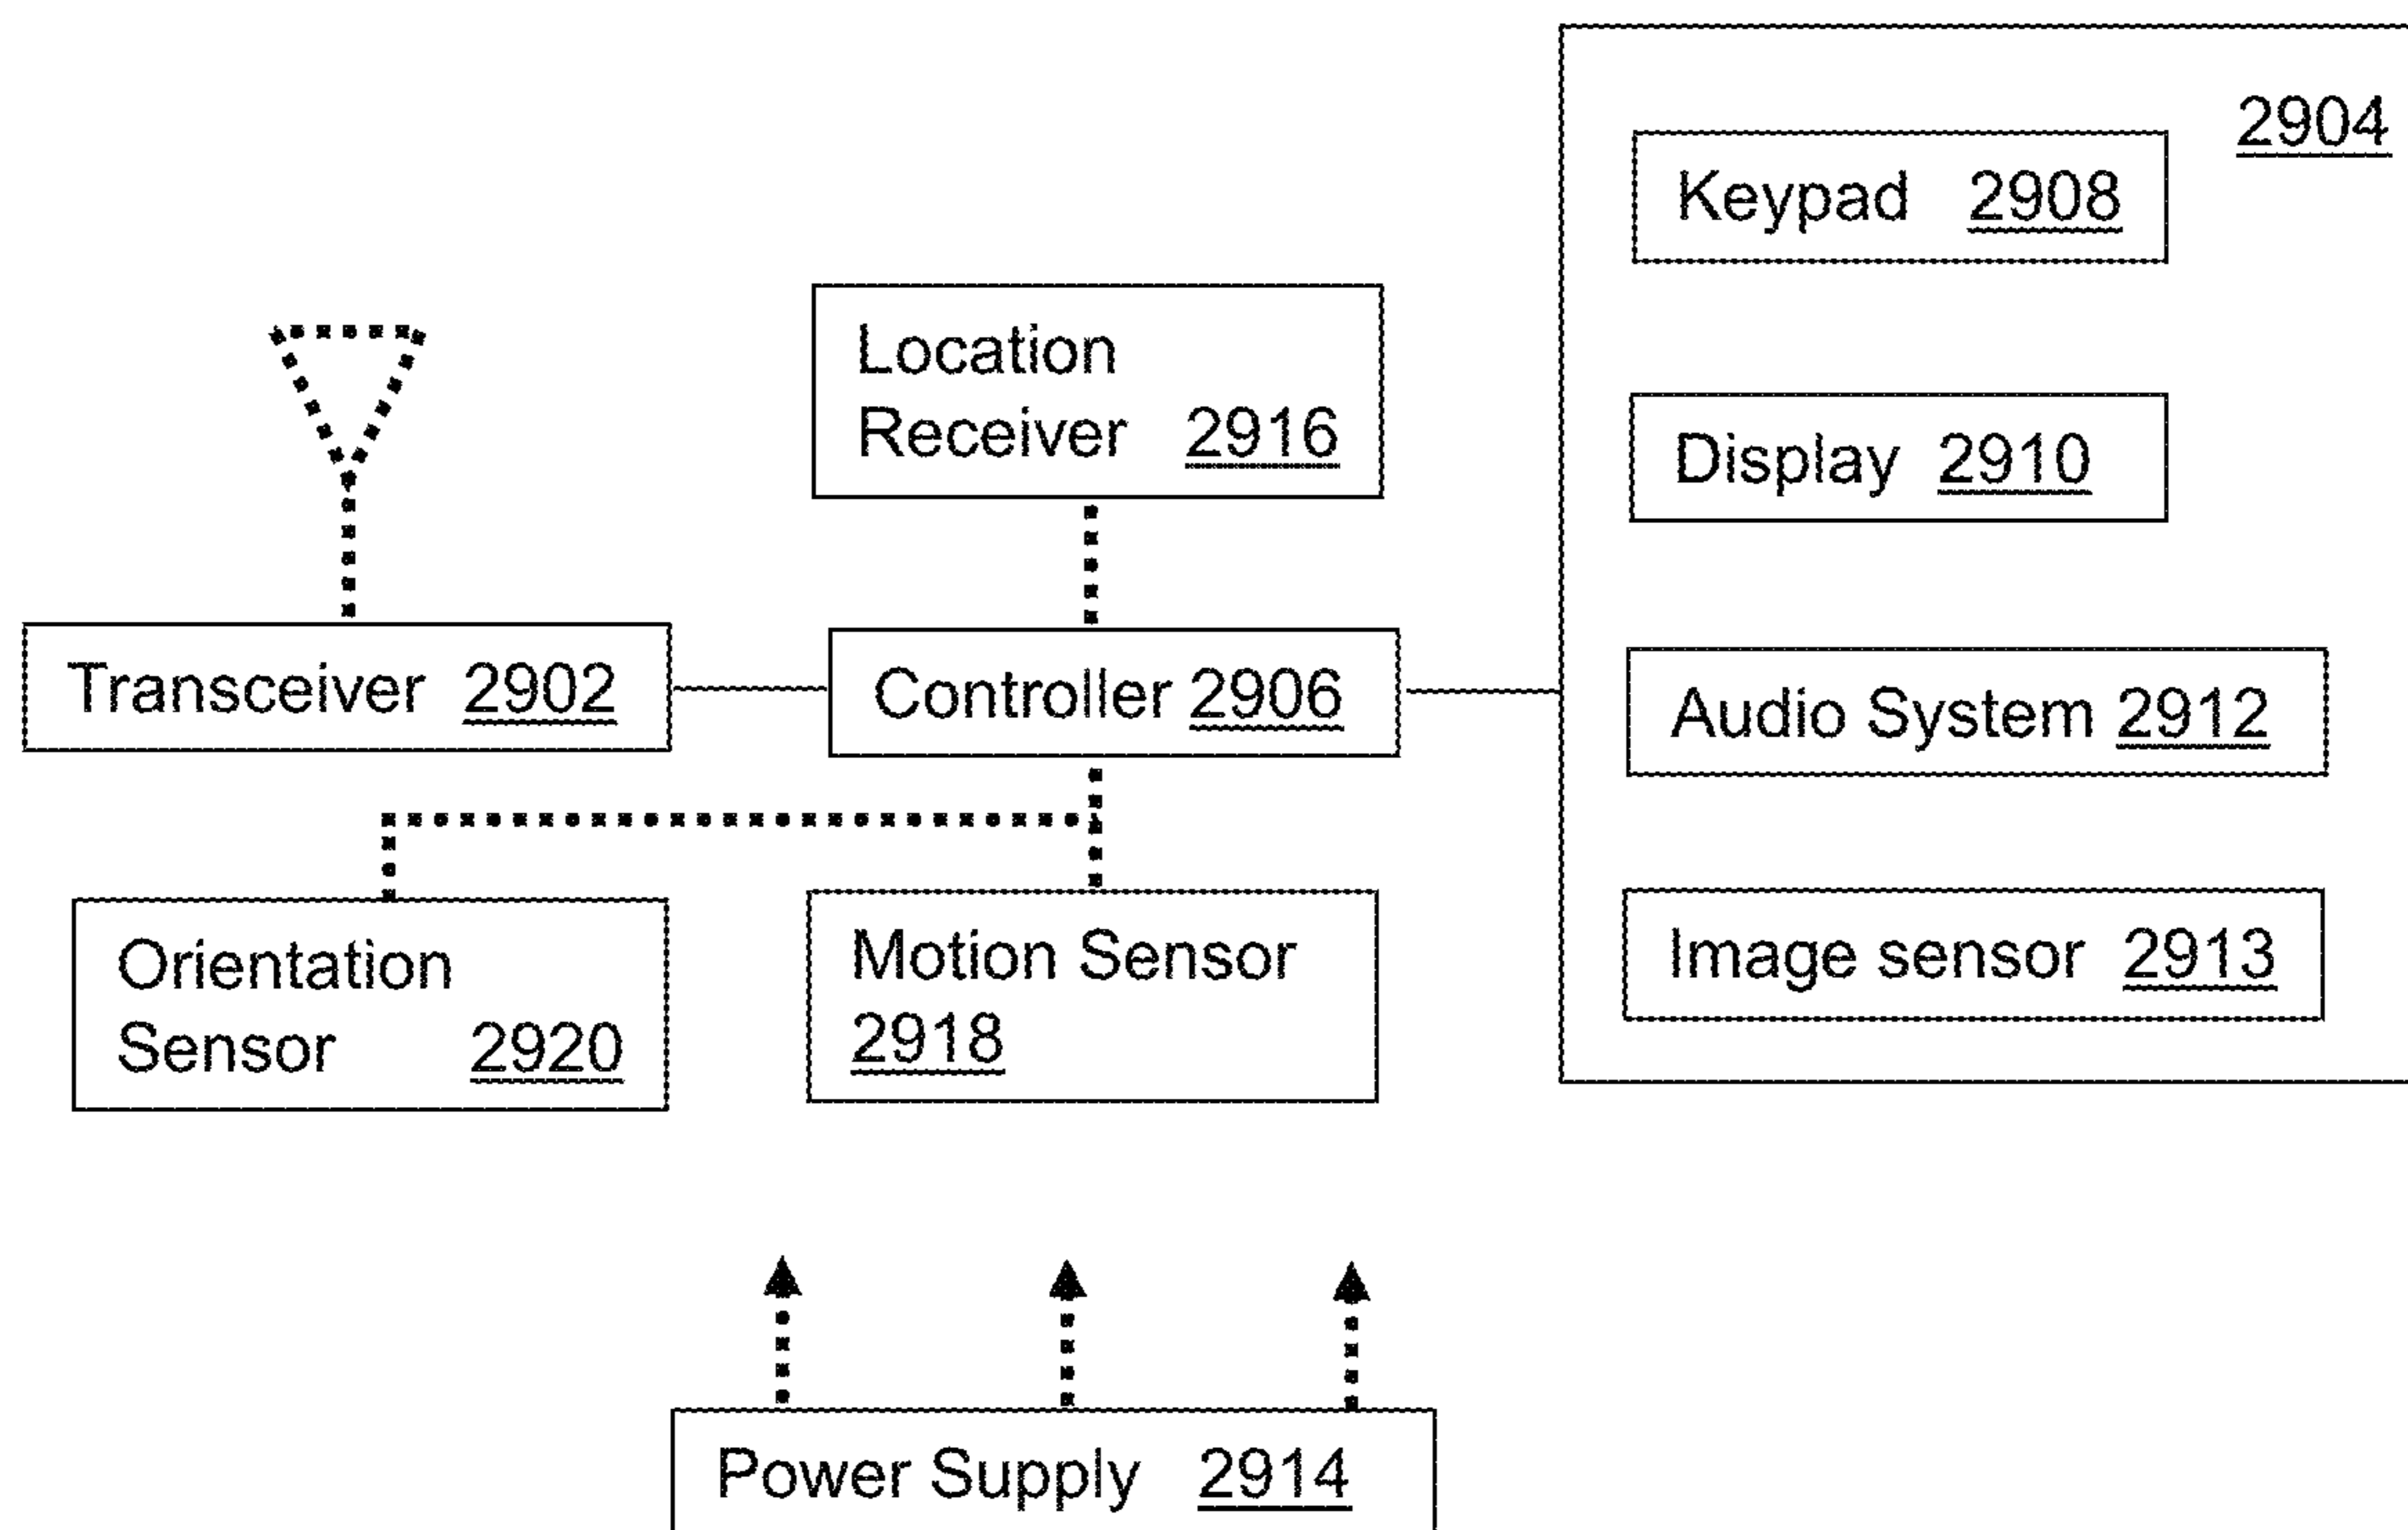 2904
Keypad 2908
Location
Receiver 2916
Display 2910
Transceiver 2902
Controller 2906
Audio System 2912
Orientation
Sensor 2920
Motion Sensor
2918
Image sensor 2913
Power Supply 2914